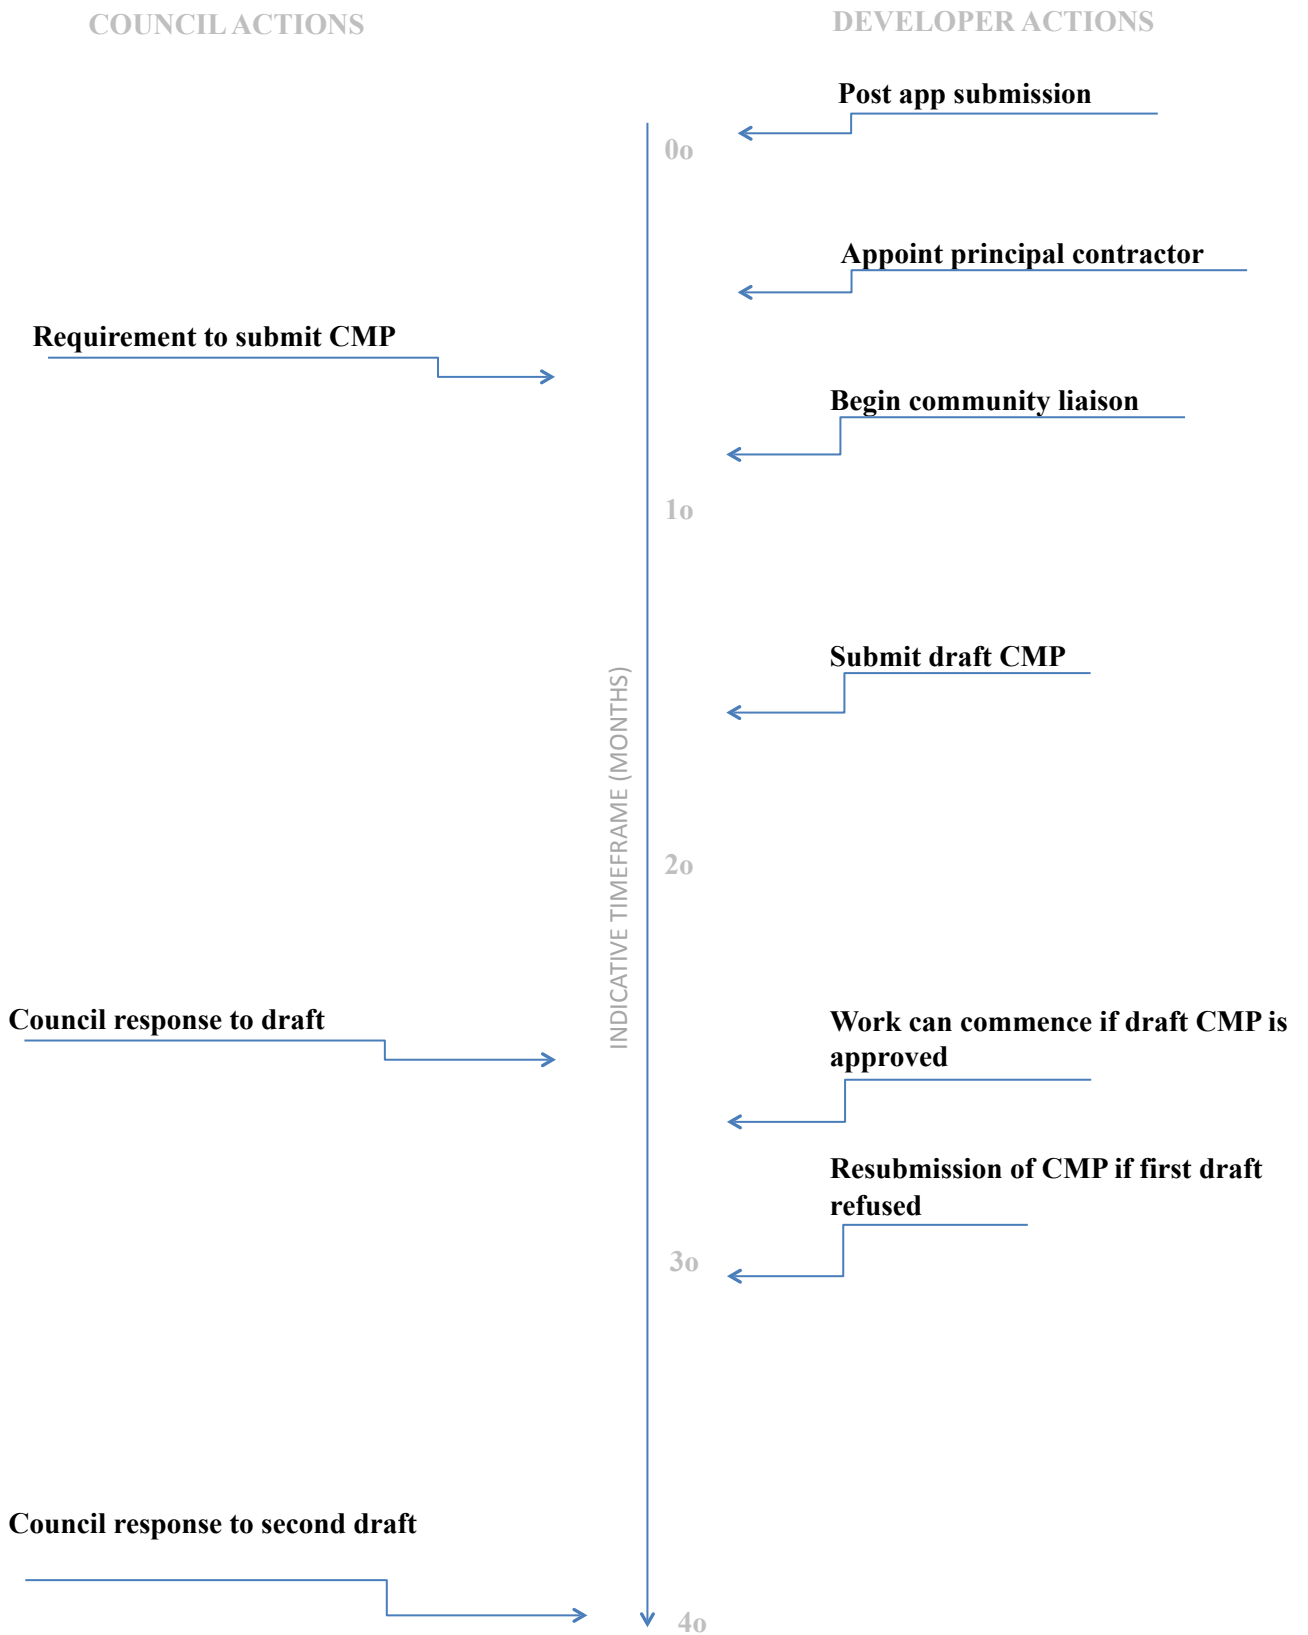 COUNCIL ACTIONS
DEVELOPER ACTIONS
Post app submission
0o
Appoint principal contractor
Requirement to submit CMP
Begin community liaison
1o
Submit draft CMP
INDICATIVE TIMEFRAME (MONTHS)
2o
Council response to draft
Work can commence if draft CMP is
approved
Resubmission of CMP if first draft
refused
3o
Council response to second draft
4o